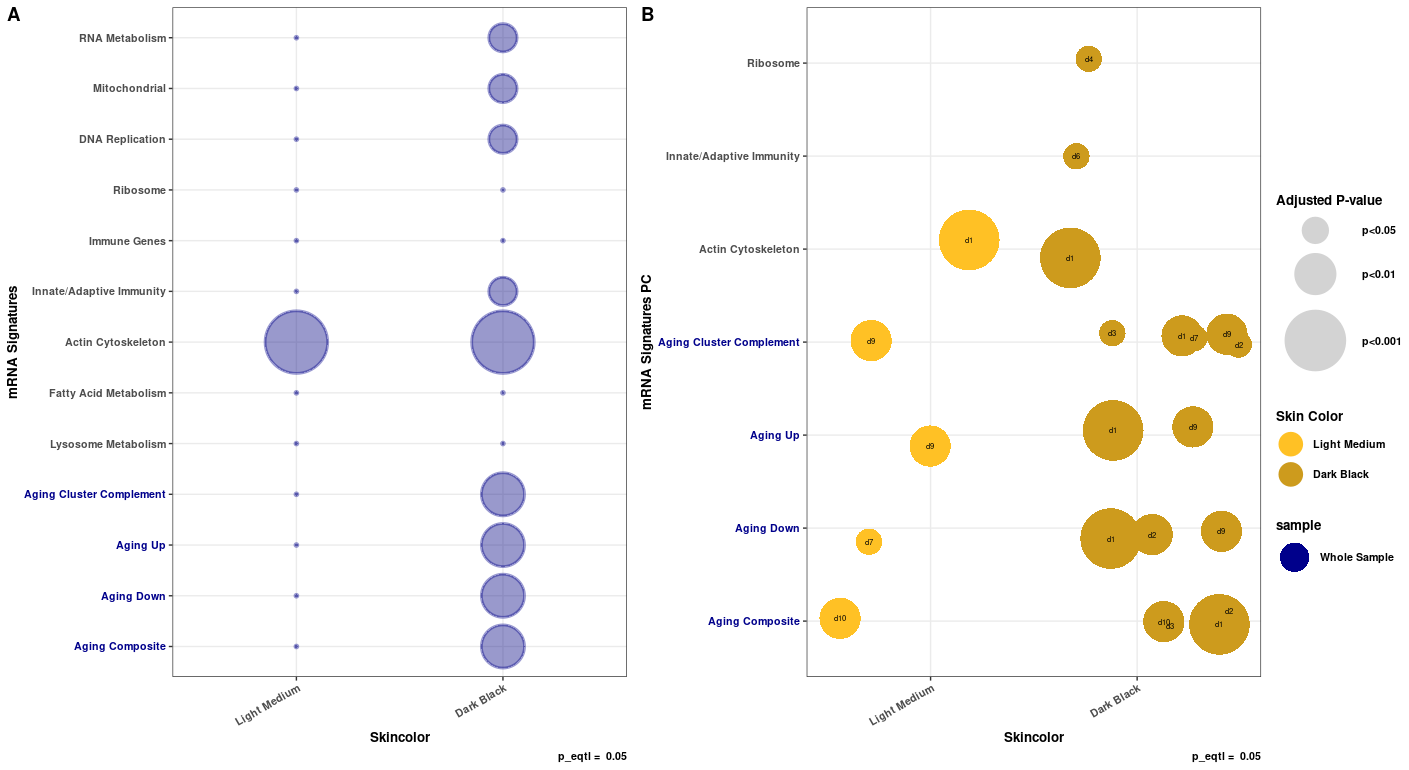 A
mRNA Signatures
RNA Metabolism
Mitochondrial
DNA Replication
Ribosome
Immune Genes
Innate/Adaptive Immunity
Actin Cytoskeleton
Fatty Acid Metabolism
Lysosome Metabolism
Aging Cluster Complement
Aging Up
Aging Down
Aging Composite
Light Medium
Dark Black
Skincolor
p_eqtl = 0.05
B
mRNA Signatures PC
Ribosome
d4
Innate/Adaptive Immunity
d6
Actin Cytoskeleton
d1
d1
Aging Cluster Complement
d9
d3
d1
d7
d9
d2
Aging Up
d9
d1
d9
Aging Down
d7
d1
d2
d9
Aging Composite
d10
d10
d3
d1
d2
Light Medium
Dark Black
Skincolor
p_eqtl = 0.05
Adjusted P-value
p<0.05
p<0.01
p<0.001
Skin Color
Light Medium
Dark Black
sample
Whole Sample